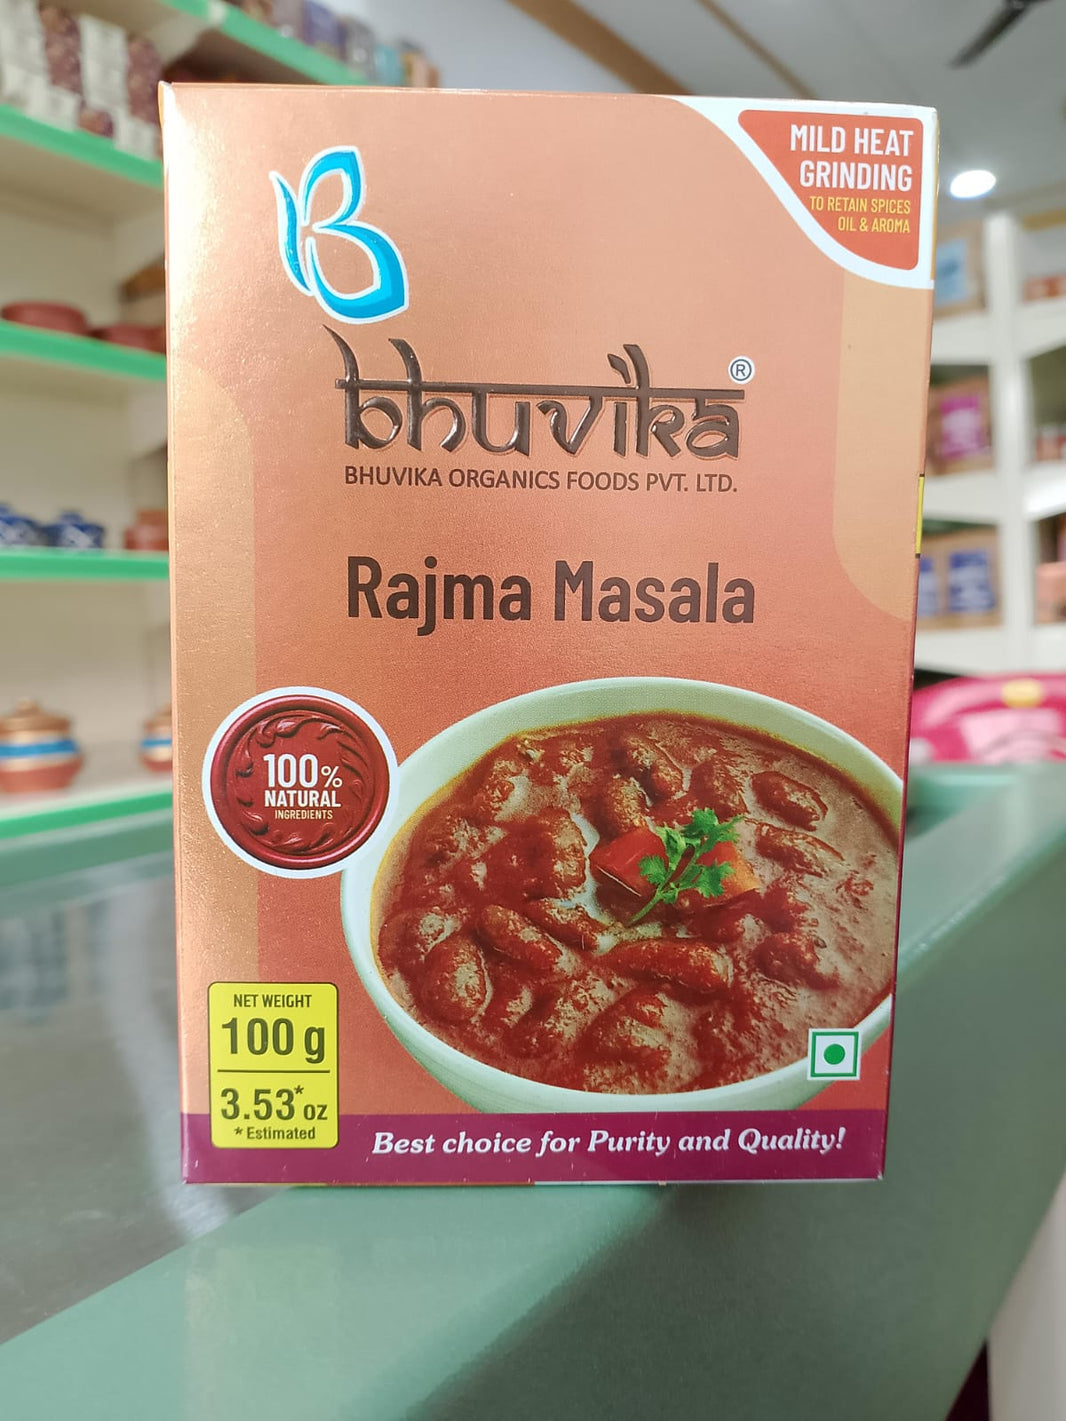 MILD HEAT
GRINDING
TO RETAIN SPICES
OIL & AROMA
B
bhuvika®
BHUVIKA ORGANICS FOODS PVT. LTD.
Rajma Masala
100%
NATURAL
INGREDIENTS
NET WEIGHT
100 g
3.53* oz
* Estimated
Best choice for Purity and Quality!